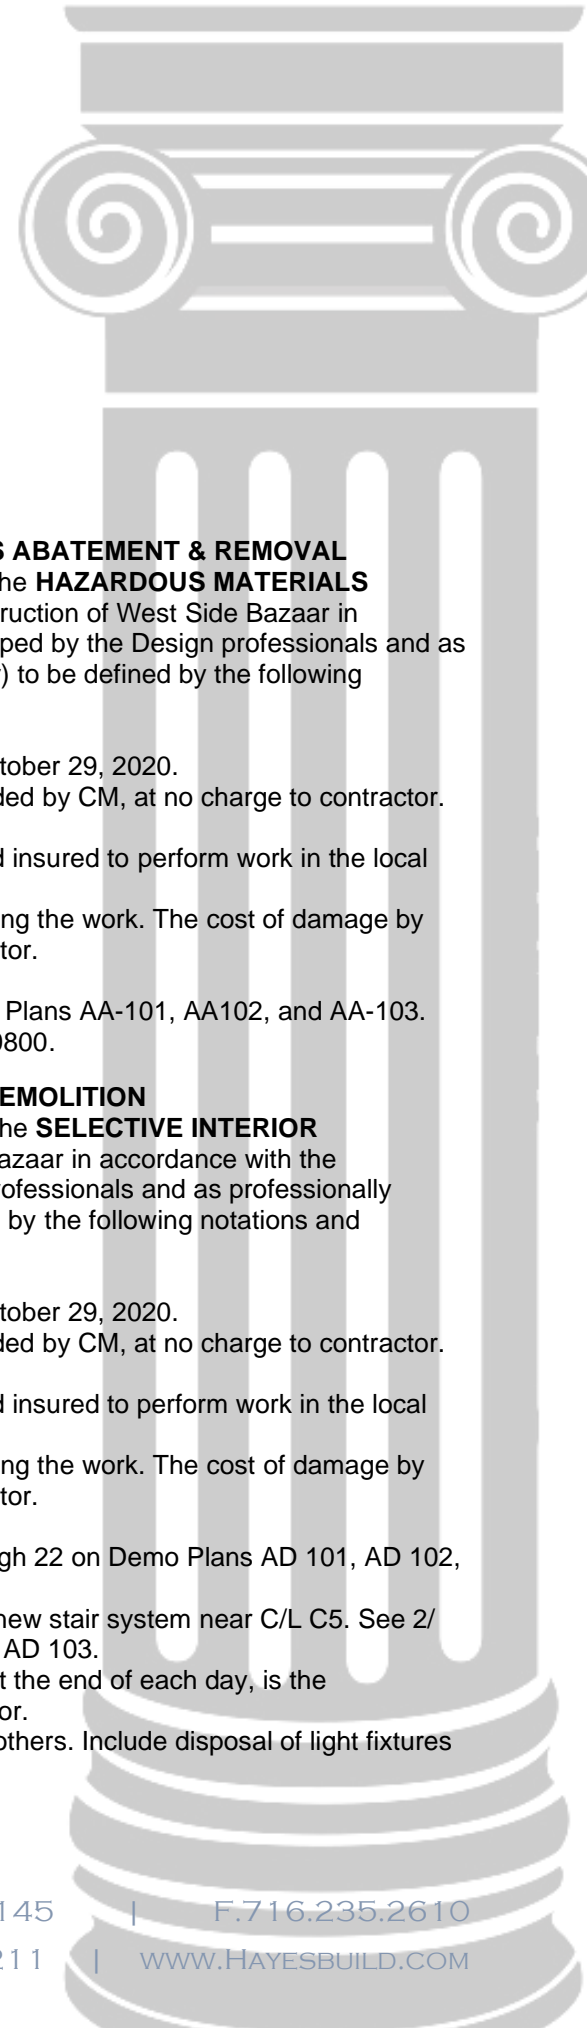 S ABATEMENT & REMOVAL
he HAZARDOUS MATERIALS
truction of West Side Bazaar in
ped by the Design professionals and as
) to be defined by the following
tober 29, 2020.
ded by CM, at no charge to contractor.
d insured to perform work in the local
ng the work. The cost of damage by
tor.
Plans AA-101, AA102, and AA-103.
0800.
EMOLITION
he SELECTIVE INTERIOR
azaar in accordance with the
rofessionals and as professionally
by the following notations and
tober 29, 2020.
ded by CM, at no charge to contractor.
d insured to perform work in the local
ng the work. The cost of damage by
tor.
gh 22 on Demo Plans AD 101, AD 102,
new stair system near C/L C5. See 2/
AD 103.
t the end of each day, is the
or.
others. Include disposal of light fixtures
145 | F.716.235.2610
211 | WWW.HAYESBUILD.COM